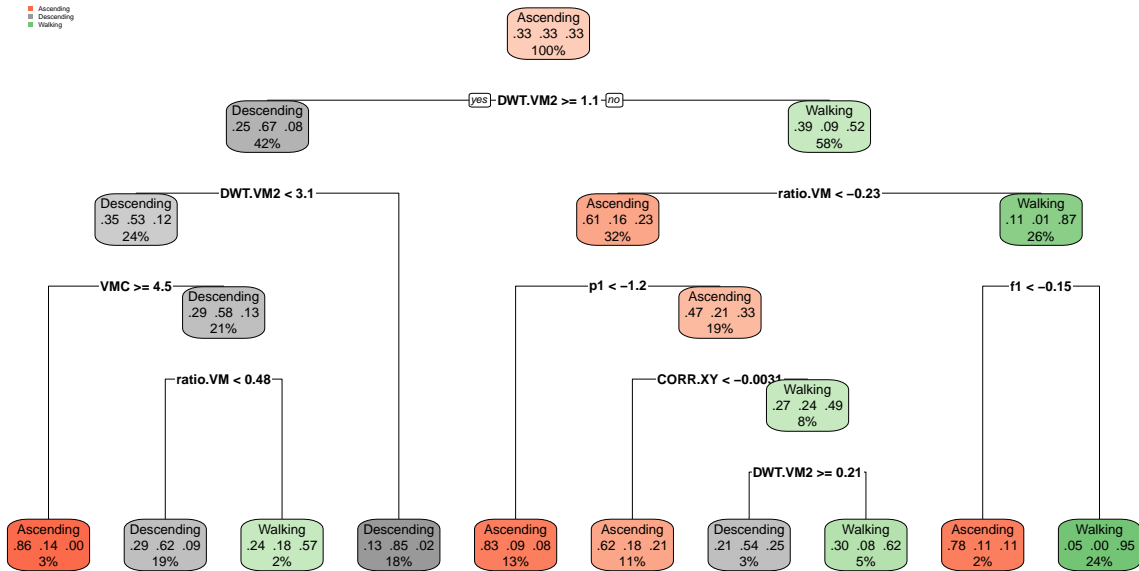 Ascending
Descending
Walking
Ascending
.33 .33 .33
100%
yes DWT.VM2 >= 1.1 no
Descending
.25 .67 .08
42%
Walking
.39 .09 .52
58%
DWT.VM2 < 3.1
ratio.VM < −0.23
Descending
.35 .53 .12
24%
Ascending
.61 .16 .23
32%
Walking
.11 .01 .87
26%
VMC >= 4.5
p1 < −1.2
f1 < −0.15
Descending
.29 .58 .13
21%
Ascending
.47 .21 .33
19%
ratio.VM < 0.48
CORR.XY < −0.0031
Walking
.27 .24 .49
8%
DWT.VM2 >= 0.21
Ascending
.86 .14 .00
3%
Descending
.29 .62 .09
19%
Walking
.24 .18 .57
2%
Descending
.13 .85 .02
18%
Ascending
.83 .09 .08
13%
Ascending
.62 .18 .21
11%
Descending
.21 .54 .25
3%
Walking
.30 .08 .62
5%
Ascending
.78 .11 .11
2%
Walking
.05 .00 .95
24%